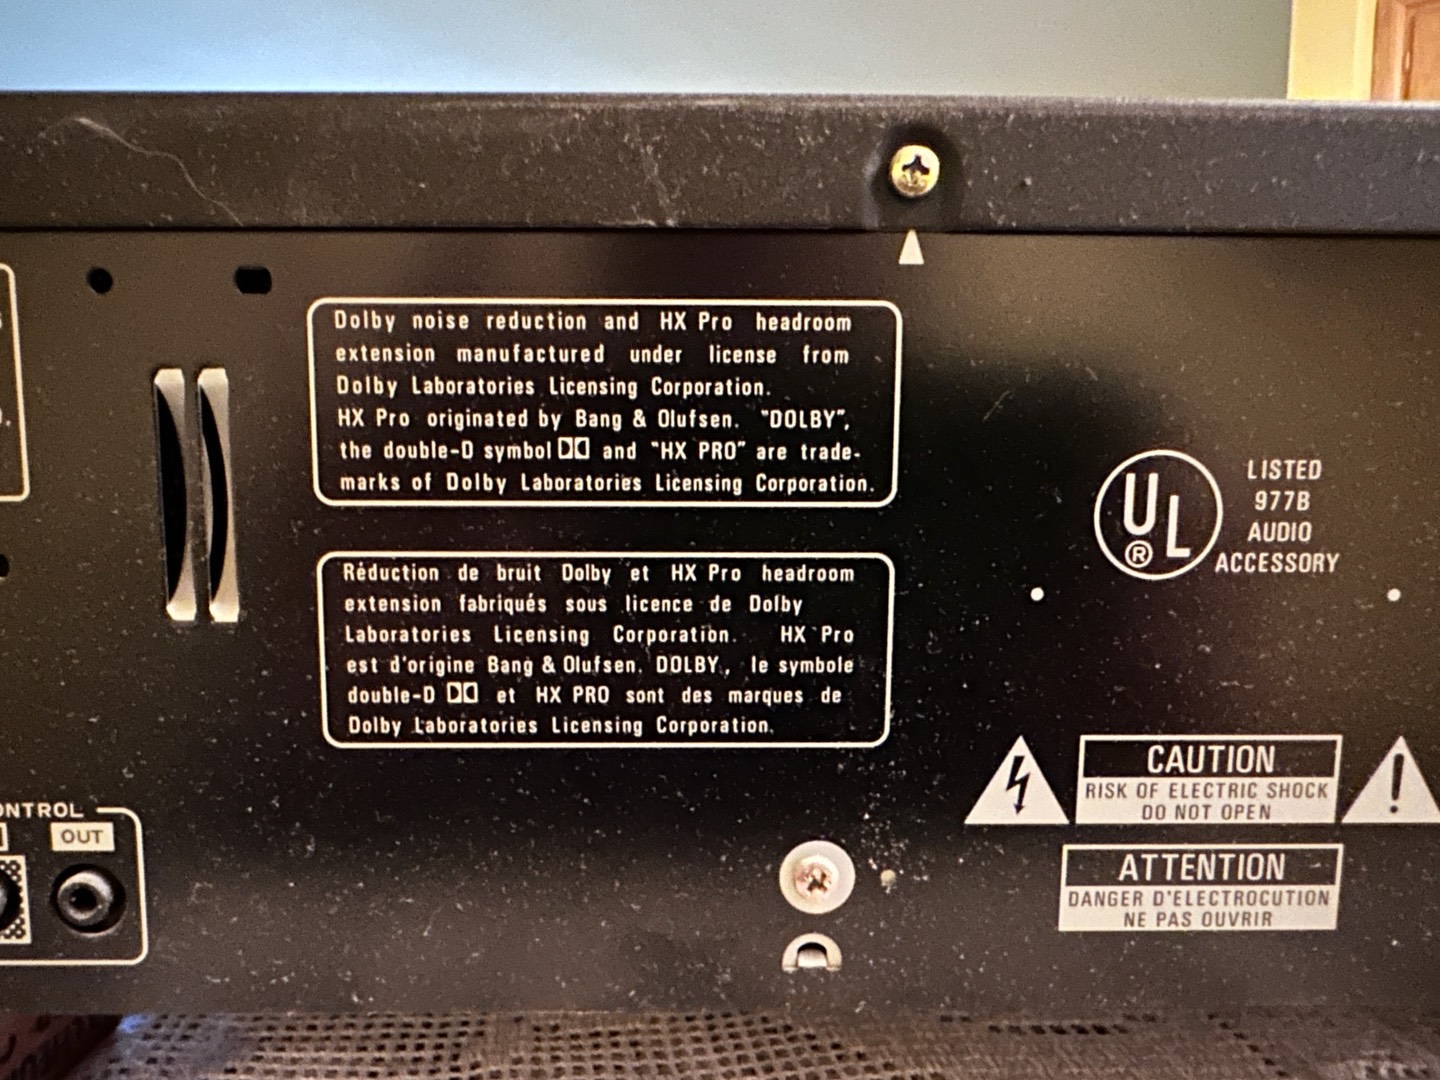 Dolby noise reduction and HX Pro headroom
extension manufactured under license from
Dolby Laboratories Licensing Corporation.
HX Pro originated by Bang & Olufsen. "DOLBY",
the double-D symbol and "HX PRO" are trade-
marks of Dolby Laboratories Licensing Corporation.
Réduction de bruit Dolby et HX Pro headroom
extension fabriqués sous licence de Dolby
Laboratories Licensing Corporation. HX Pro
est d'origine Bang & Olufsen. DOLBY, le symbole
double-D et HX PRO sont des marques de
Dolby Laboratories Licensing Corporation.
UL
®
LISTED
977B
AUDIO
ACCESSORY
CAUTION
RISK OF ELECTRIC SHOCK
DO NOT OPEN
ATTENTION
DANGER D'ELECTROCUTION
NE PAS OUVRIR
ONTROL
OUT